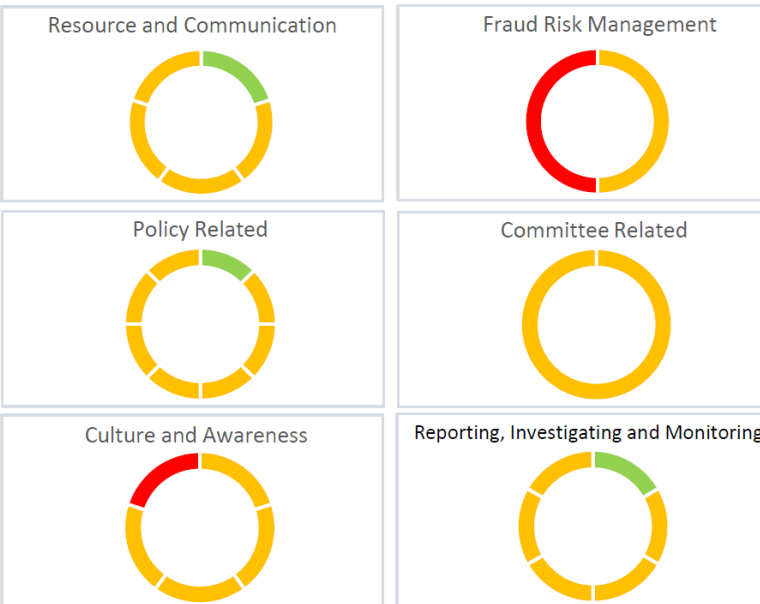 Resource and Communication
Fraud Risk Management
Policy Related
Committee Related
Culture and Awareness
Reporting, Investigating and Monitoring